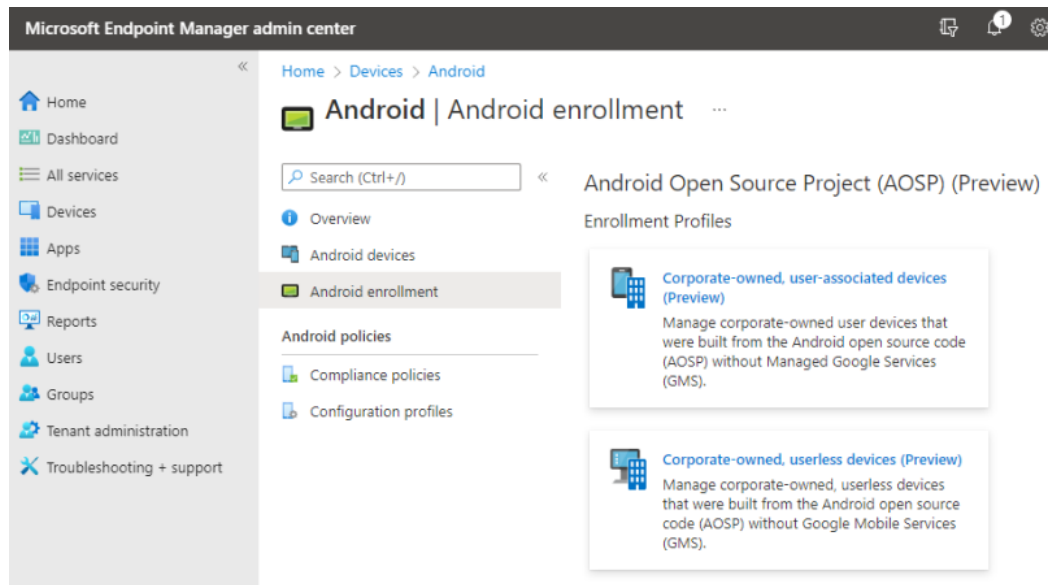 Microsoft Endpoint Manager admin center
1
«
Home > Devices > Android
Home
Dashboard
All services
Devices
Apps
Endpoint security
Reports
Users
Groups
Tenant administration
Troubleshooting + support
Android | Android enrollment ...
Search (Ctrl+/)
«
Overview
Android devices
Android enrollment
Android policies
Compliance policies
Configuration profiles
Android Open Source Project (AOSP) (Preview)
Enrollment Profiles
Corporate-owned, user-associated devices
(Preview)
Manage corporate-owned user devices that
were built from the Android open source code
(AOSP) without Managed Google Services
(GMS).
Corporate-owned, userless devices (Preview)
Manage corporate-owned, userless devices
that were built from the Android open source
code (AOSP) without Google Mobile Services
(GMS).